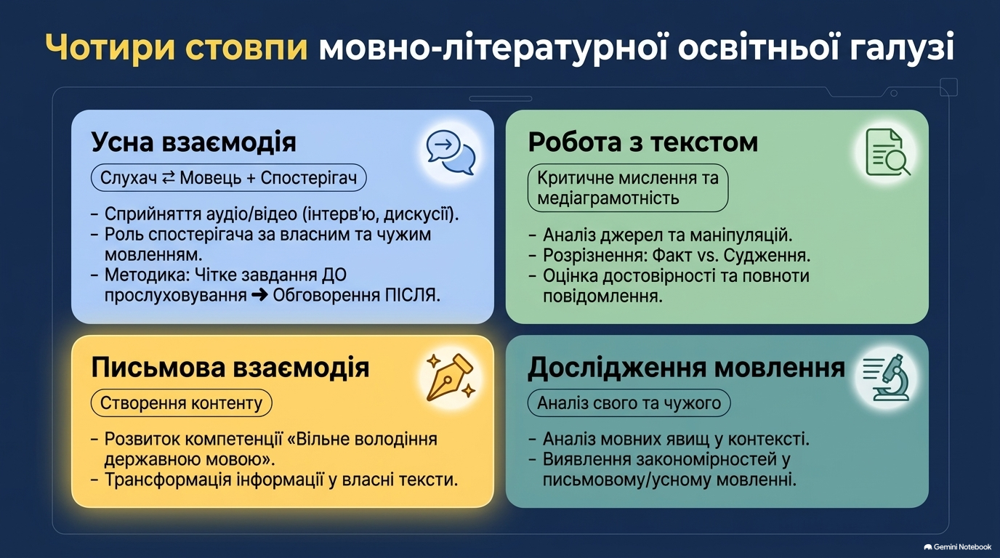 Чотири стовпи мовно-літературної освітньої галузі
Усна взаємодія
Слухач ⇄ Мовець + Спостерігач
– Сприйняття аудіо/відео (інтерв'ю, дискусії).
– Роль спостерігача за власним та чужим
мовленням.
– Методика: Чітке завдання ДО
прослуховування → Обговорення ПІСЛЯ.
Робота з текстом
Критичне мислення та
медіаграмотність
– Аналіз джерел та маніпуляцій.
– Розрізнення: Факт vs. Судження.
– Оцінка достовірності та повноти
повідомлення.
Письмова взаємодія
Створення контенту
– Розвиток компетенції «Вільне володіння
державною мовою».
– Трансформація інформації у власні тексти.
Дослідження мовлення
Аналіз свого та чужого
– Аналіз мовних явищ у контексті.
– Виявлення закономірностей у
письмовому/усному мовленні.
Gemini Notebook